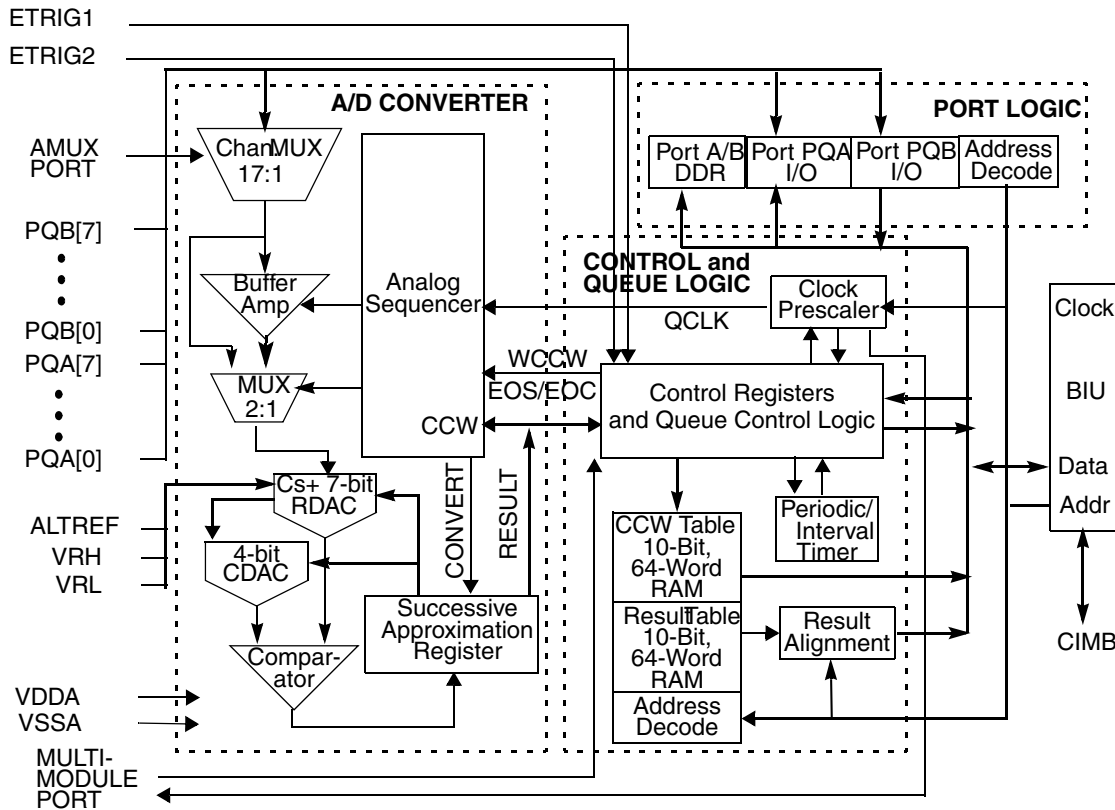 ETRIG1
ETRIG2
A/D CONVERTER
PORT LOGIC
AMUX
PORT
Chan.MUX
17:1
Port A/B
DDR
Port PQA
I/O
Port PQB
I/O
Address
Decode
PQB[7]
PQB[0]
PQA[7]
PQA[0]
Buffer
Amp
Analog
Sequencer
CONTROL and
QUEUE LOGIC
Clock
Prescaler
QCLK
MUX
2:1
WCCW
EOS/EOC
CCW
Control Registers
and Queue Control Logic
Clock
BIU
Data
Addr
CIMB
ALTREF
VRH
VRL
Cs+ 7-bit
RDAC
4-bit
CDAC
CONVERT
RESULT
CCW Table
10-Bit,
64-Word
RAM
Periodic/
Interval
Timer
Successive
Approximation
Register
Compar-
ator
Result Table
10-Bit,
64-Word
RAM
Result
Alignment
Address
Decode
VDDA
VSSA
MULTI-
MODULE
PORT